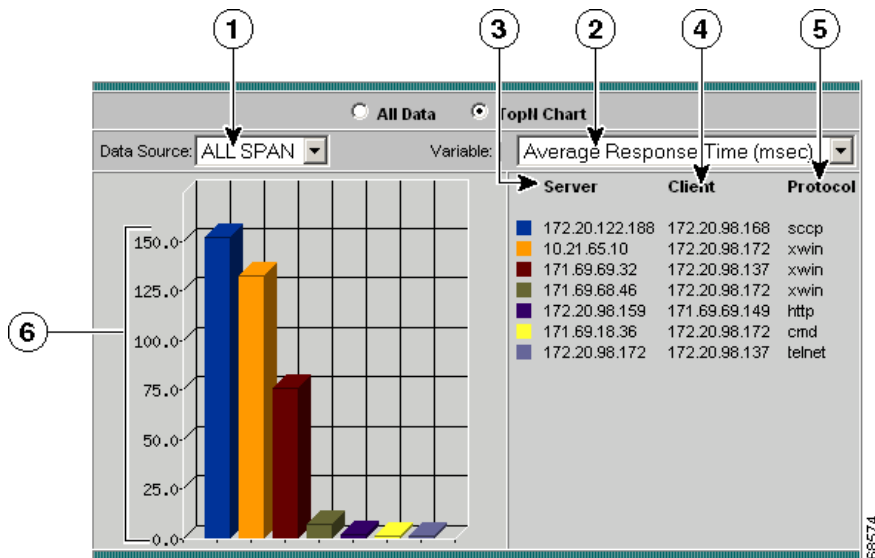 1
3
2
4
5
All Data
TopN Chart
Data Source: ALL SPAN
Variable: Average Response Time (msec)
Server Client Protocol
172.20.122.188 172.20.98.168 sccp
10.21.65.10 172.20.98.172 xwin
171.69.69.32 172.20.98.137 xwin
171.69.68.46 172.20.98.172 xwin
172.20.98.159 171.69.69.149 http
171.69.18.36 172.20.98.172 cmd
172.20.98.172 172.20.98.137 telnet
150.0
125.0
100.0
75.0
50.0
25.0
0.0
6
68574